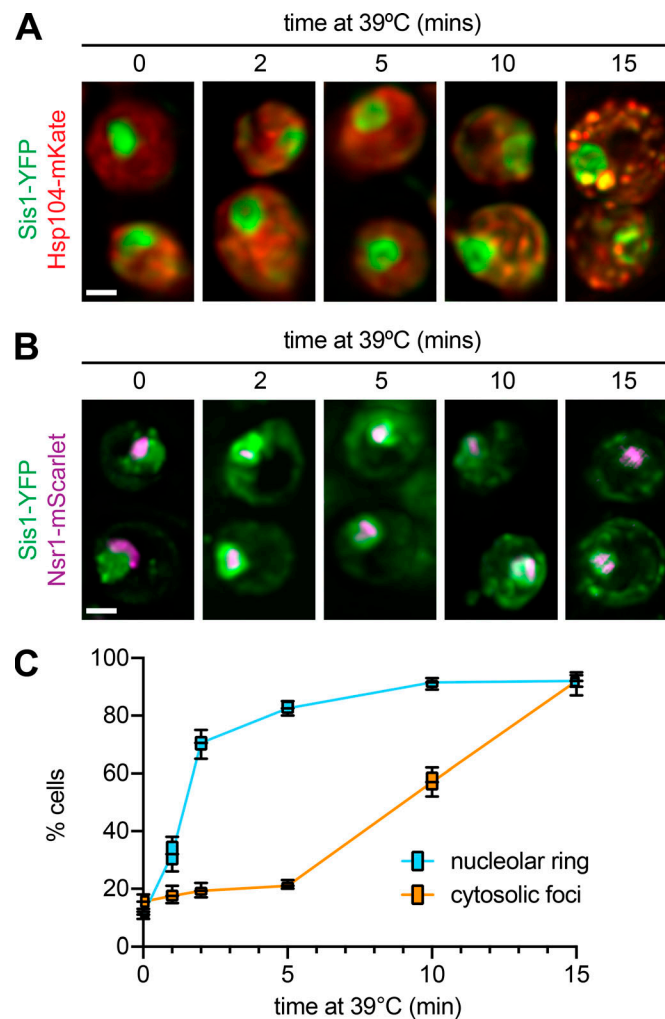 A
time at 39ºC (mins)
0 2 5 10 15
Sis1-YFP
Hsp104-mKate
B
time at 39ºC (mins)
0 2 5 10 15
Sis1-YFP
Nsr1-mScarlet
C
100
80
60
40
20
0
% cells
nucleolar ring
cytosolic foci
0 5 10 15
time at 39°C (min)